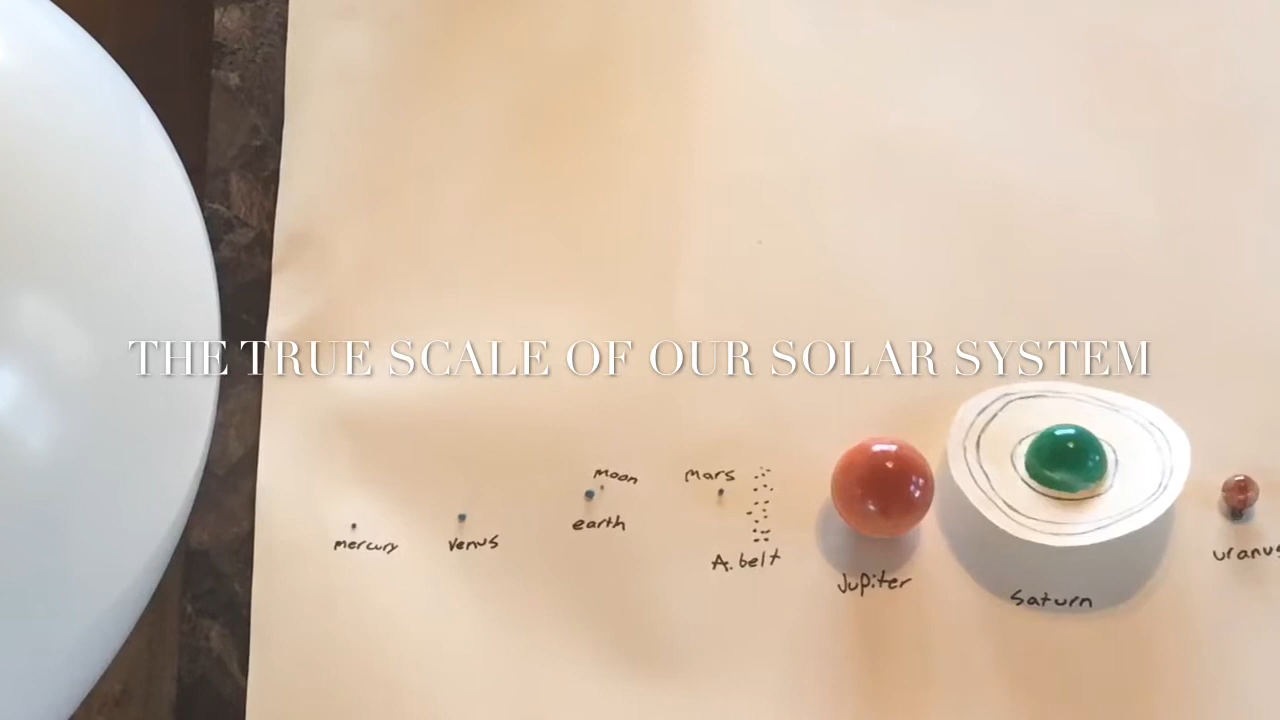 THE TRUE SCALE OF OUR SOLAR SYSTEM
moon
mars
earth
mercury
venus
A. belt
Jupiter
Saturn
uranus